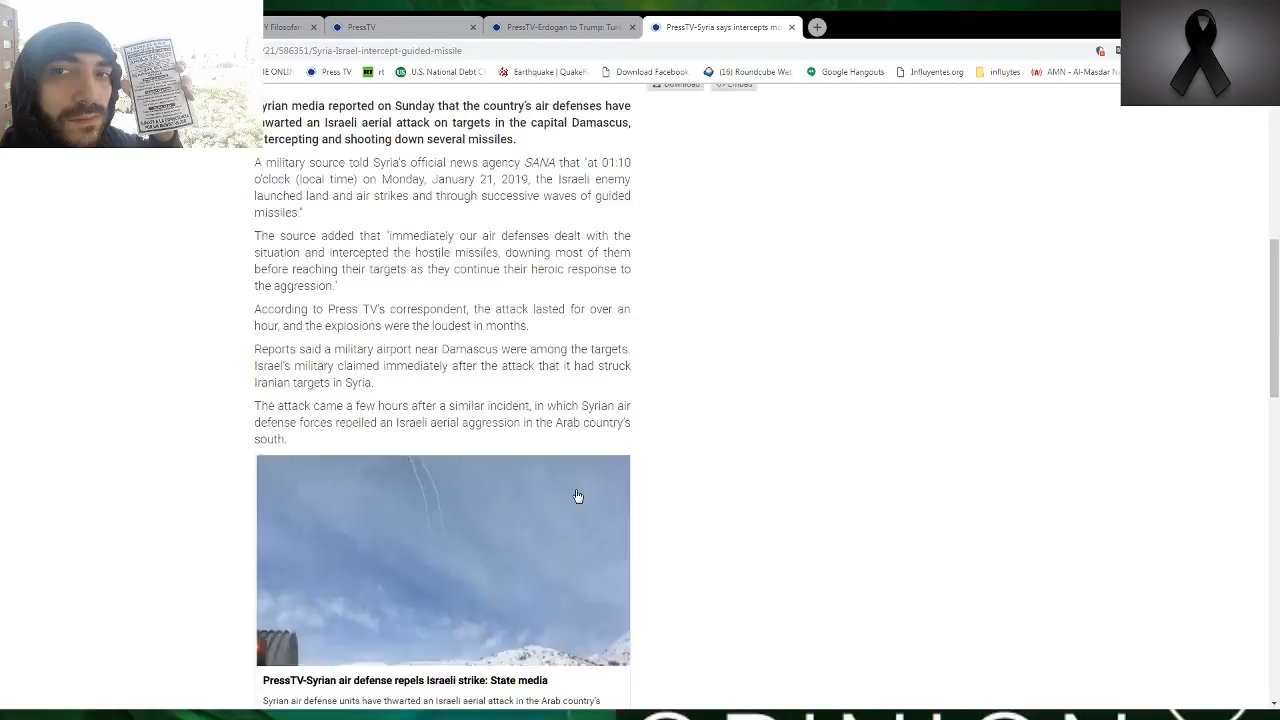 Filosofar
PressTV
PressTV-Erdogan to Trump: Turk
PressTV-Syria says intercepts mo
21/586351/Syria-Israel-intercept-guided-missile
IE ONLIN
Press TV
rt
U.S. National Debt Cl
Earthquake | QuakeR
Download Facebook
(16) Roundcube Web
Google Hangouts
Influyentes.org
influytes
AMN - Al-Masdar N
Download
Embed
yrian media reported on Sunday that the country's air defenses have
warted an Israeli aerial attack on targets in the capital Damascus,
tercepting and shooting down several missiles.
A military source told Syria's official news agency SANA that "at 01:10
o'clock (local time) on Monday, January 21, 2019, the Israeli enemy
launched land and air strikes and through successive waves of guided
missiles."
The source added that "immediately our air defenses dealt with the
situation and intercepted the hostile missiles, downing most of them
before reaching their targets as they continue their heroic response to
the aggression."
According to Press TV's correspondent, the attack lasted for over an
hour, and the explosions were the loudest in months.
Reports said a military airport near Damascus were among the targets.
Israel's military claimed immediately after the attack that it had struck
Iranian targets in Syria.
The attack came a few hours after a similar incident, in which Syrian air
defense forces repelled an Israeli aerial aggression in the Arab country's
south.
PressTV-Syrian air defense repels Israeli strike: State media
Syrian air defense units have thwarted an Israeli aerial attack in the Arab country's